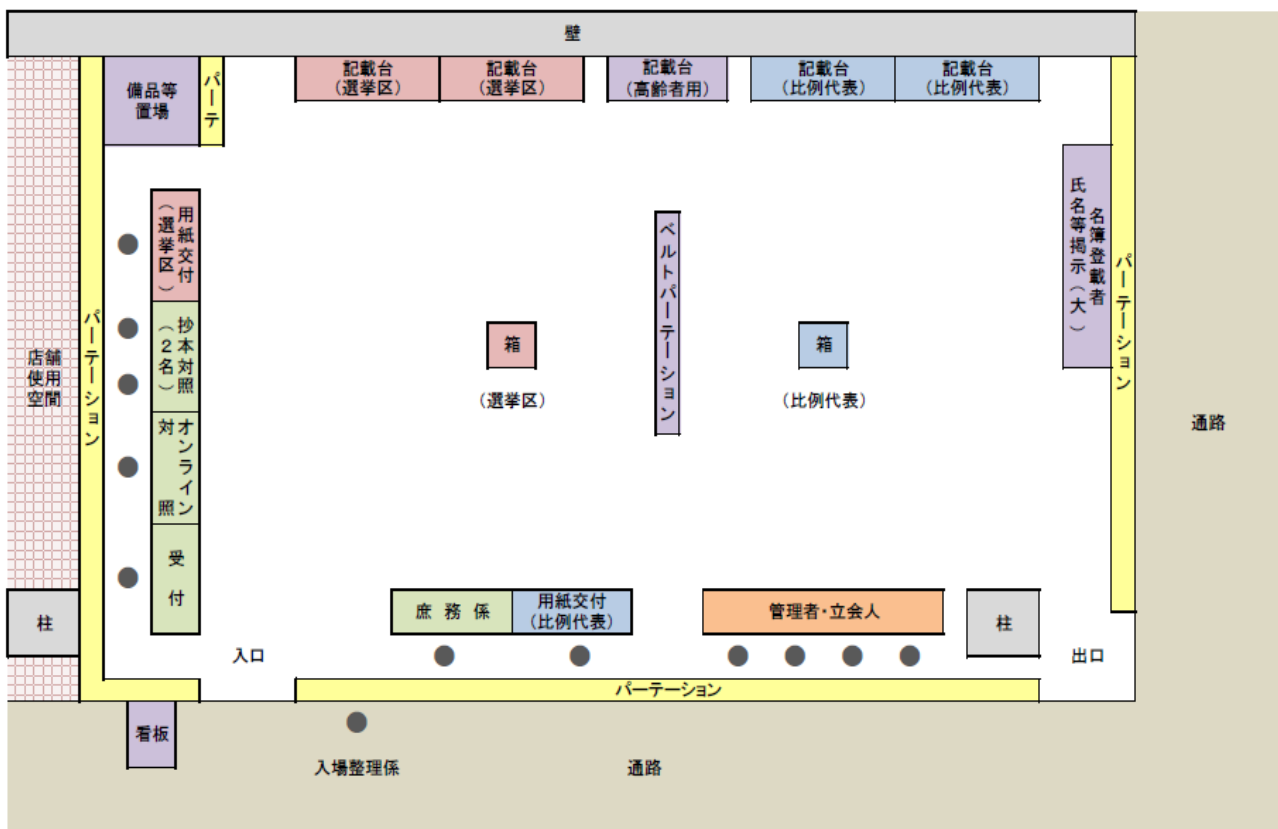 壁
備品等
置場
パーテ
記載台
(選挙区)
記載台
(選挙区)
記載台
(高齢者用)
記載台
(比例代表)
記載台
(比例代表)
用紙交付
(選挙区)
抄本対照
(2名)
オンライン
対照
受付
パーテーション
店舗
使用
空間
箱
(選挙区)
ベルトパーテーション
箱
(比例代表)
名簿登載者
氏名等掲示(大)
パーテーション
通路
柱
入口
庶務係
用紙交付
(比例代表)
管理者・立会人
柱
出口
パーテーション
看板
入場整理係
通路